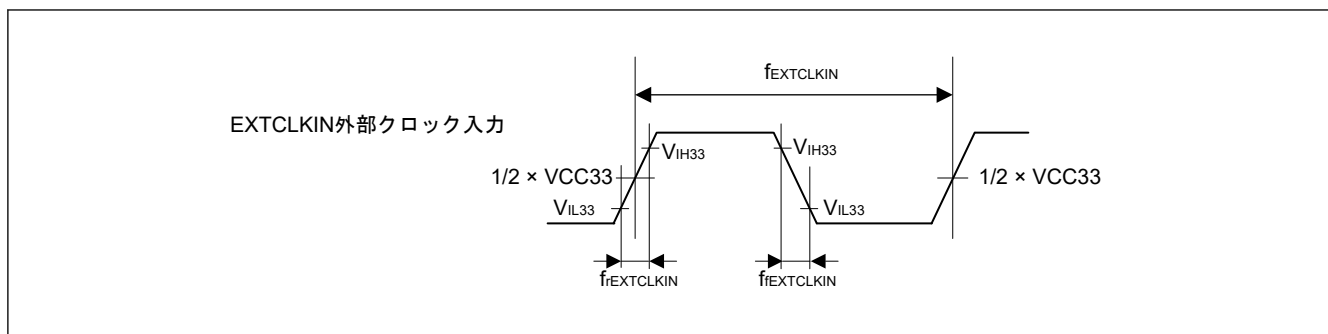 fEXTCLKIN
EXTCLKIN外部クロック入力
VIH33
VIH33
1/2 × VCC33
1/2 × VCC33
VIL33
VIL33
frEXTCLKIN
ffEXTCLKIN